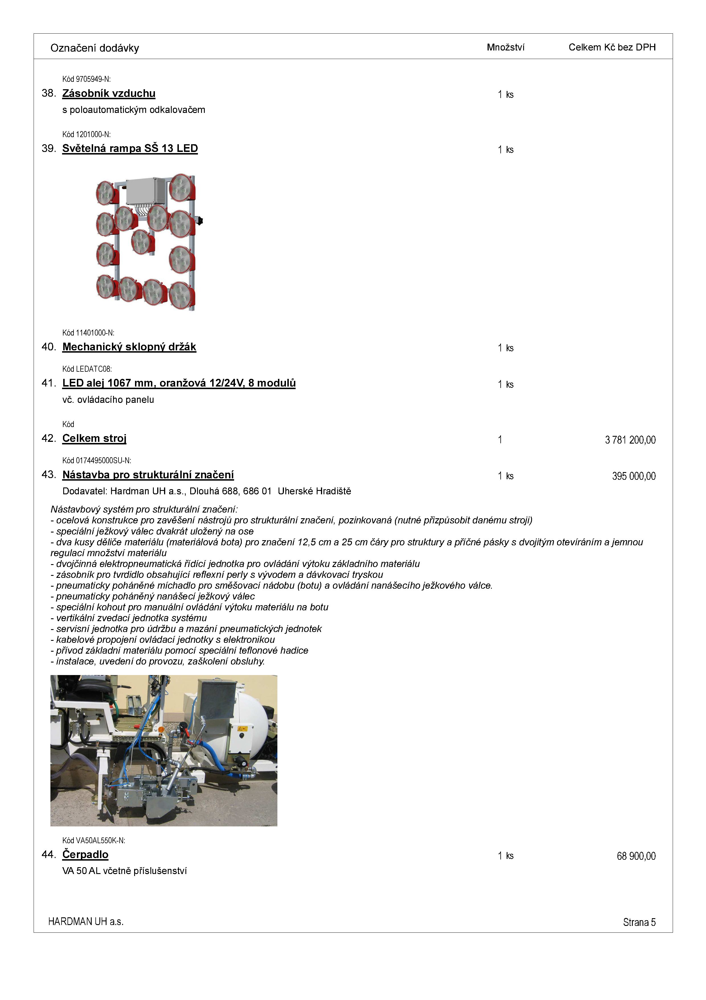 Označení dodávky Množství Celkem Kč bez DPH
Kód 9705949-N:
38. Zásobník vzduchu 1 ks
s poloautomatickým odkalovačem
Kód 1201000-N:
39. Světelná rampa SŠ 13 LED 1 ks
Kód 11401000-N:
40. Mechanický sklopný držák 1 ks
Kód LEDATC08:
41. LED alej 1067 mm, oranžová 12/24V, 8 modulů 1 ks
vč. ovládacího panelu
Kód
42. Celkem stroj 1 3 781 200,00
Kód 0174495000SU-N:
43. Nástavba pro strukturální značení 1 ks 395 000,00
Dodavatel: Hardman UH a.s., Dlouhá 688, 686 01 Uherské Hradiště
Nástavbový systém pro strukturální značení:
- ocelová konstrukce pro zavěšení nástrojů pro strukturální značení, pozinkovaná (nutné přizpůsobit danému stroji)
- speciální ježkový válec dvakrát uložený na ose
- dva kusy děliče materiálu (materiálová bota) pro značení 12,5 cm a 25 cm čáry pro struktury a příčné pásky s dvojitým otevíráním a jemnou
regulací množství materiálu
- dvojčinná elektropneumatická řídící jednotka pro ovládání výtoku základního materiálu
- zásobník pro tvrdidlo obsahující reflexní perly s vývodem a dávkovací tryskou
- pneumaticky poháněné míchadlo pro směšovací nádobu (botu) a ovládání nanášecího ježkového válce.
- pneumaticky poháněný nanášecí ježkový válec
- speciální kohout pro manuální ovládání výtoku materiálu na botu
- vertikální zvedací jednotka systému
- servisní jednotka pro údržbu a mazání pneumatických jednotek
- kabelové propojení ovládací jednotky s elektronikou
- přívod základní materiálu pomocí speciální teflonové hadice
- instalace, uvedení do provozu, zaškolení obsluhy.
Kód VA50AL550K-N:
44. Čerpadlo 1 ks 68 900,00
VA 50 AL včetně příslušenství
HARDMAN UH a.s. Strana 5